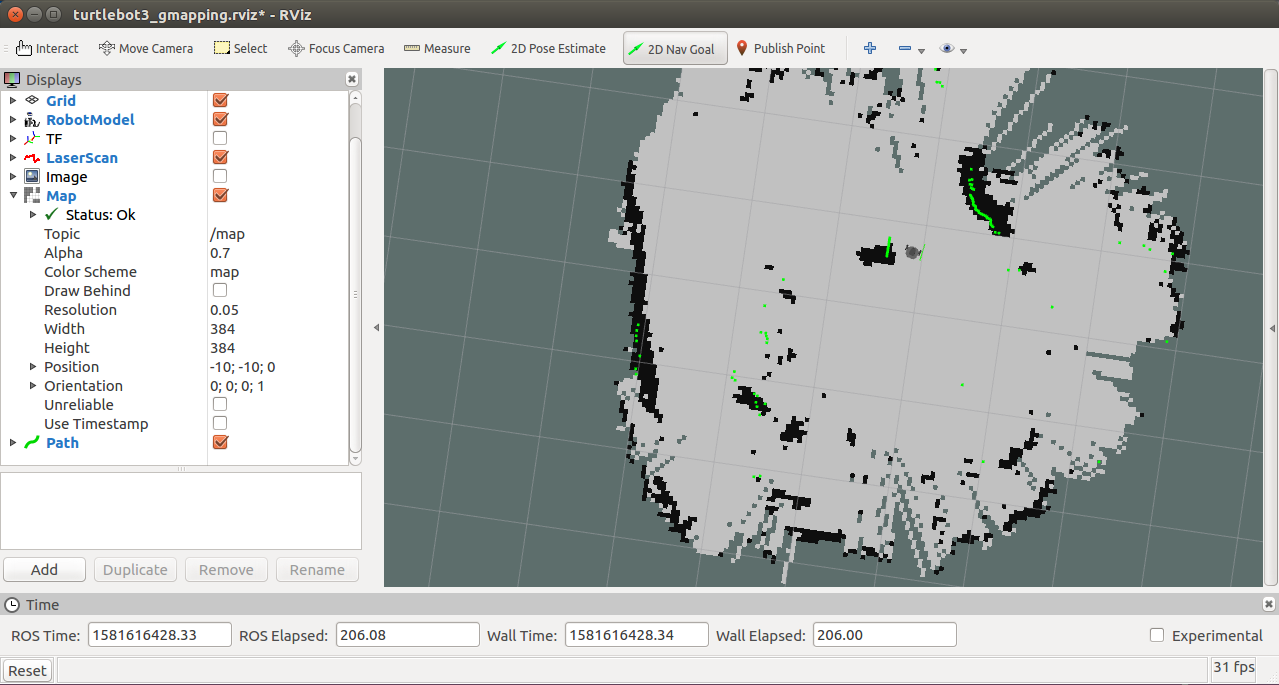 turtlebot3_gmapping.rviz* - RViz
Interact Move Camera Select Focus Camera Measure 2D Pose Estimate 2D Nav Goal Publish Point
Displays
Grid
RobotModel
TF
LaserScan
Image
Map
Status: Ok
Topic /map
Alpha 0.7
Color Scheme map
Draw Behind
Resolution 0.05
Width 384
Height 384
Position -10; -10; 0
Orientation 0; 0; 0; 1
Unreliable
Use Timestamp
Path
Add Duplicate Remove Rename
Time
ROS Time: 1581616428.33 ROS Elapsed: 206.08 Wall Time: 1581616428.34 Wall Elapsed: 206.00 Experimental
Reset 31 fps